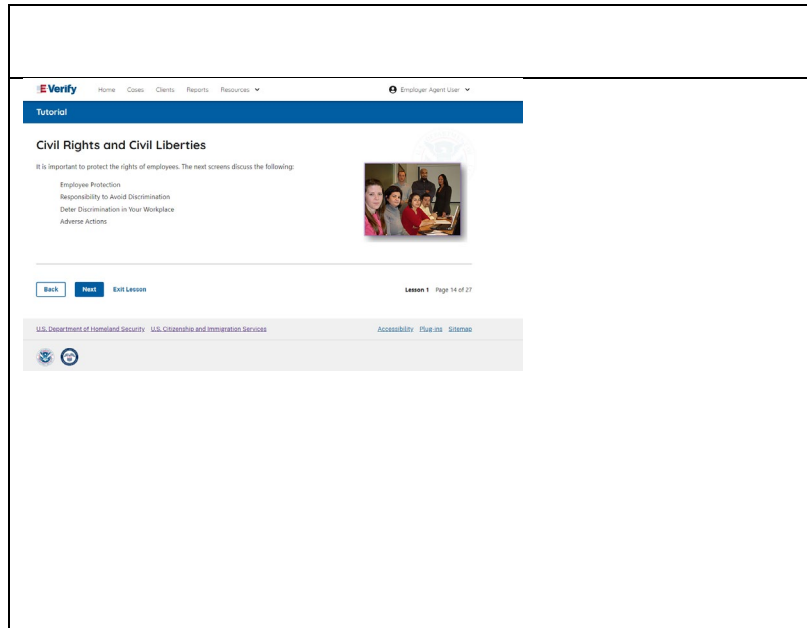 E-Verify Home Cases Clients Reports Resources Employer Agent User
Tutorial
Civil Rights and Civil Liberties
It is important to protect the rights of employees. The next screens discuss the following:
Employee Protection
Responsibility to Avoid Discrimination
Deter Discrimination in Your Workplace
Adverse Actions
Back Next Exit Lesson Lesson 1 Page 14 of 27
U.S. Department of Homeland Security U.S. Citizenship and Immigration Services Accessibility Plug-ins Sitemap